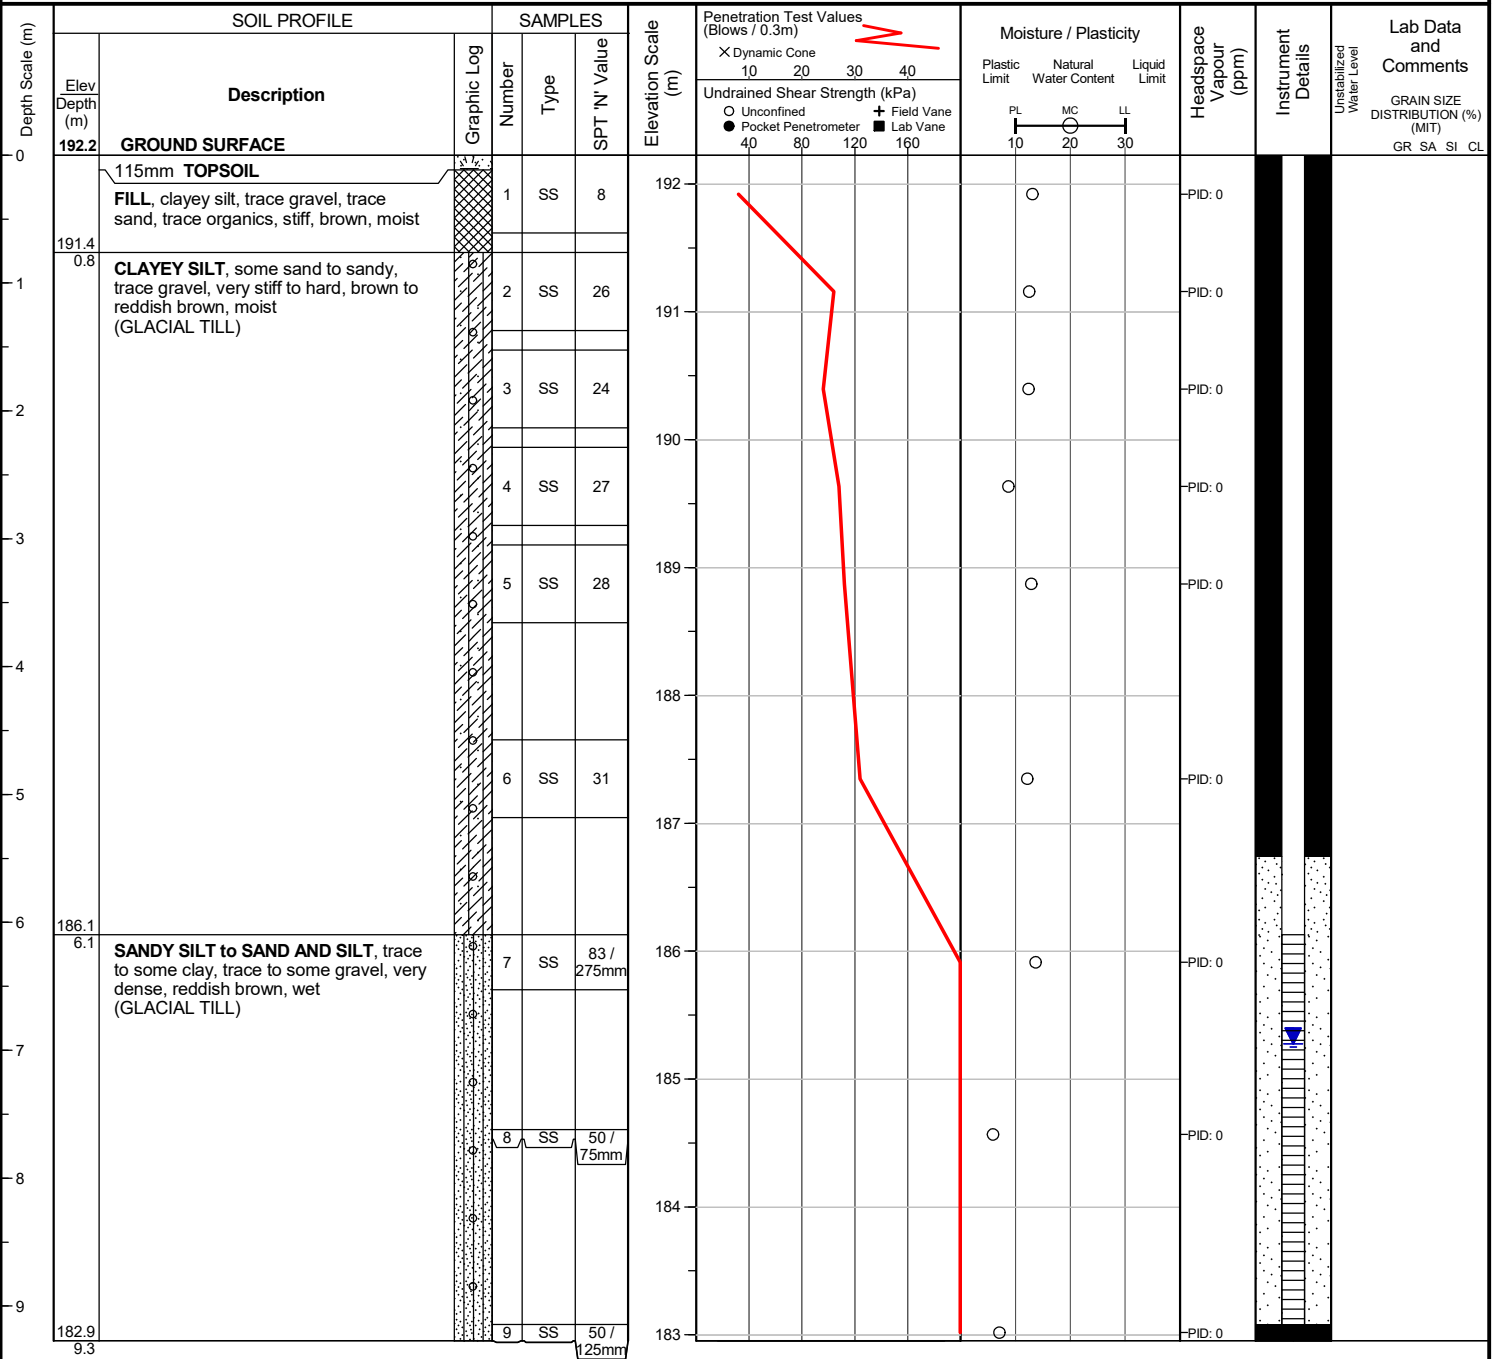 SOIL PROFILE
SAMPLES
Depth Scale (m)
Elev
Depth
(m)
192.2
Description
GROUND SURFACE
Graphic Log
Number
Type
SPT 'N' Value
Elevation Scale
(m)
Penetration Test Values
(Blows / 0.3m)
× Dynamic Cone
10 20 30 40
Undrained Shear Strength (kPa)
Unconfined
Field Vane
Pocket Penetrometer
Lab Vane
40 80 120 160
Moisture / Plasticity
Plastic
Limit
Natural
Water Content
Liquid
Limit
PL MC LL
10 20 30
Headspace
Vapour
(ppm)
Instrument
Details
Unstabilized
Water Level
Lab Data
and
Comments
GRAIN SIZE
DISTRIBUTION (%)
(MIT)
GR SA SI CL
0
115mm TOPSOIL
FILL, clayey silt, trace gravel, trace
sand, trace organics, stiff, brown, moist
1 SS 8
192
PID: 0
191.4
0.8
CLAYEY SILT, some sand to sandy,
trace gravel, very stiff to hard, brown to
reddish brown, moist
(GLACIAL TILL)
1
2 SS 26
191
PID: 0
3 SS 24
PID: 0
2
190
4 SS 27
PID: 0
3
189
5 SS 28
PID: 0
4
188
6 SS 31
PID: 0
5
187
6
186.1
6.1
SANDY SILT to SAND AND SILT, trace
to some clay, trace to some gravel, very
dense, reddish brown, wet
(GLACIAL TILL)
7 SS 83 /
275mm
186
PID: 0
7
185
8 SS 50 /
75mm
PID: 0
8
184
9
182.9
9.3
9 SS 50 /
125mm
183
PID: 0